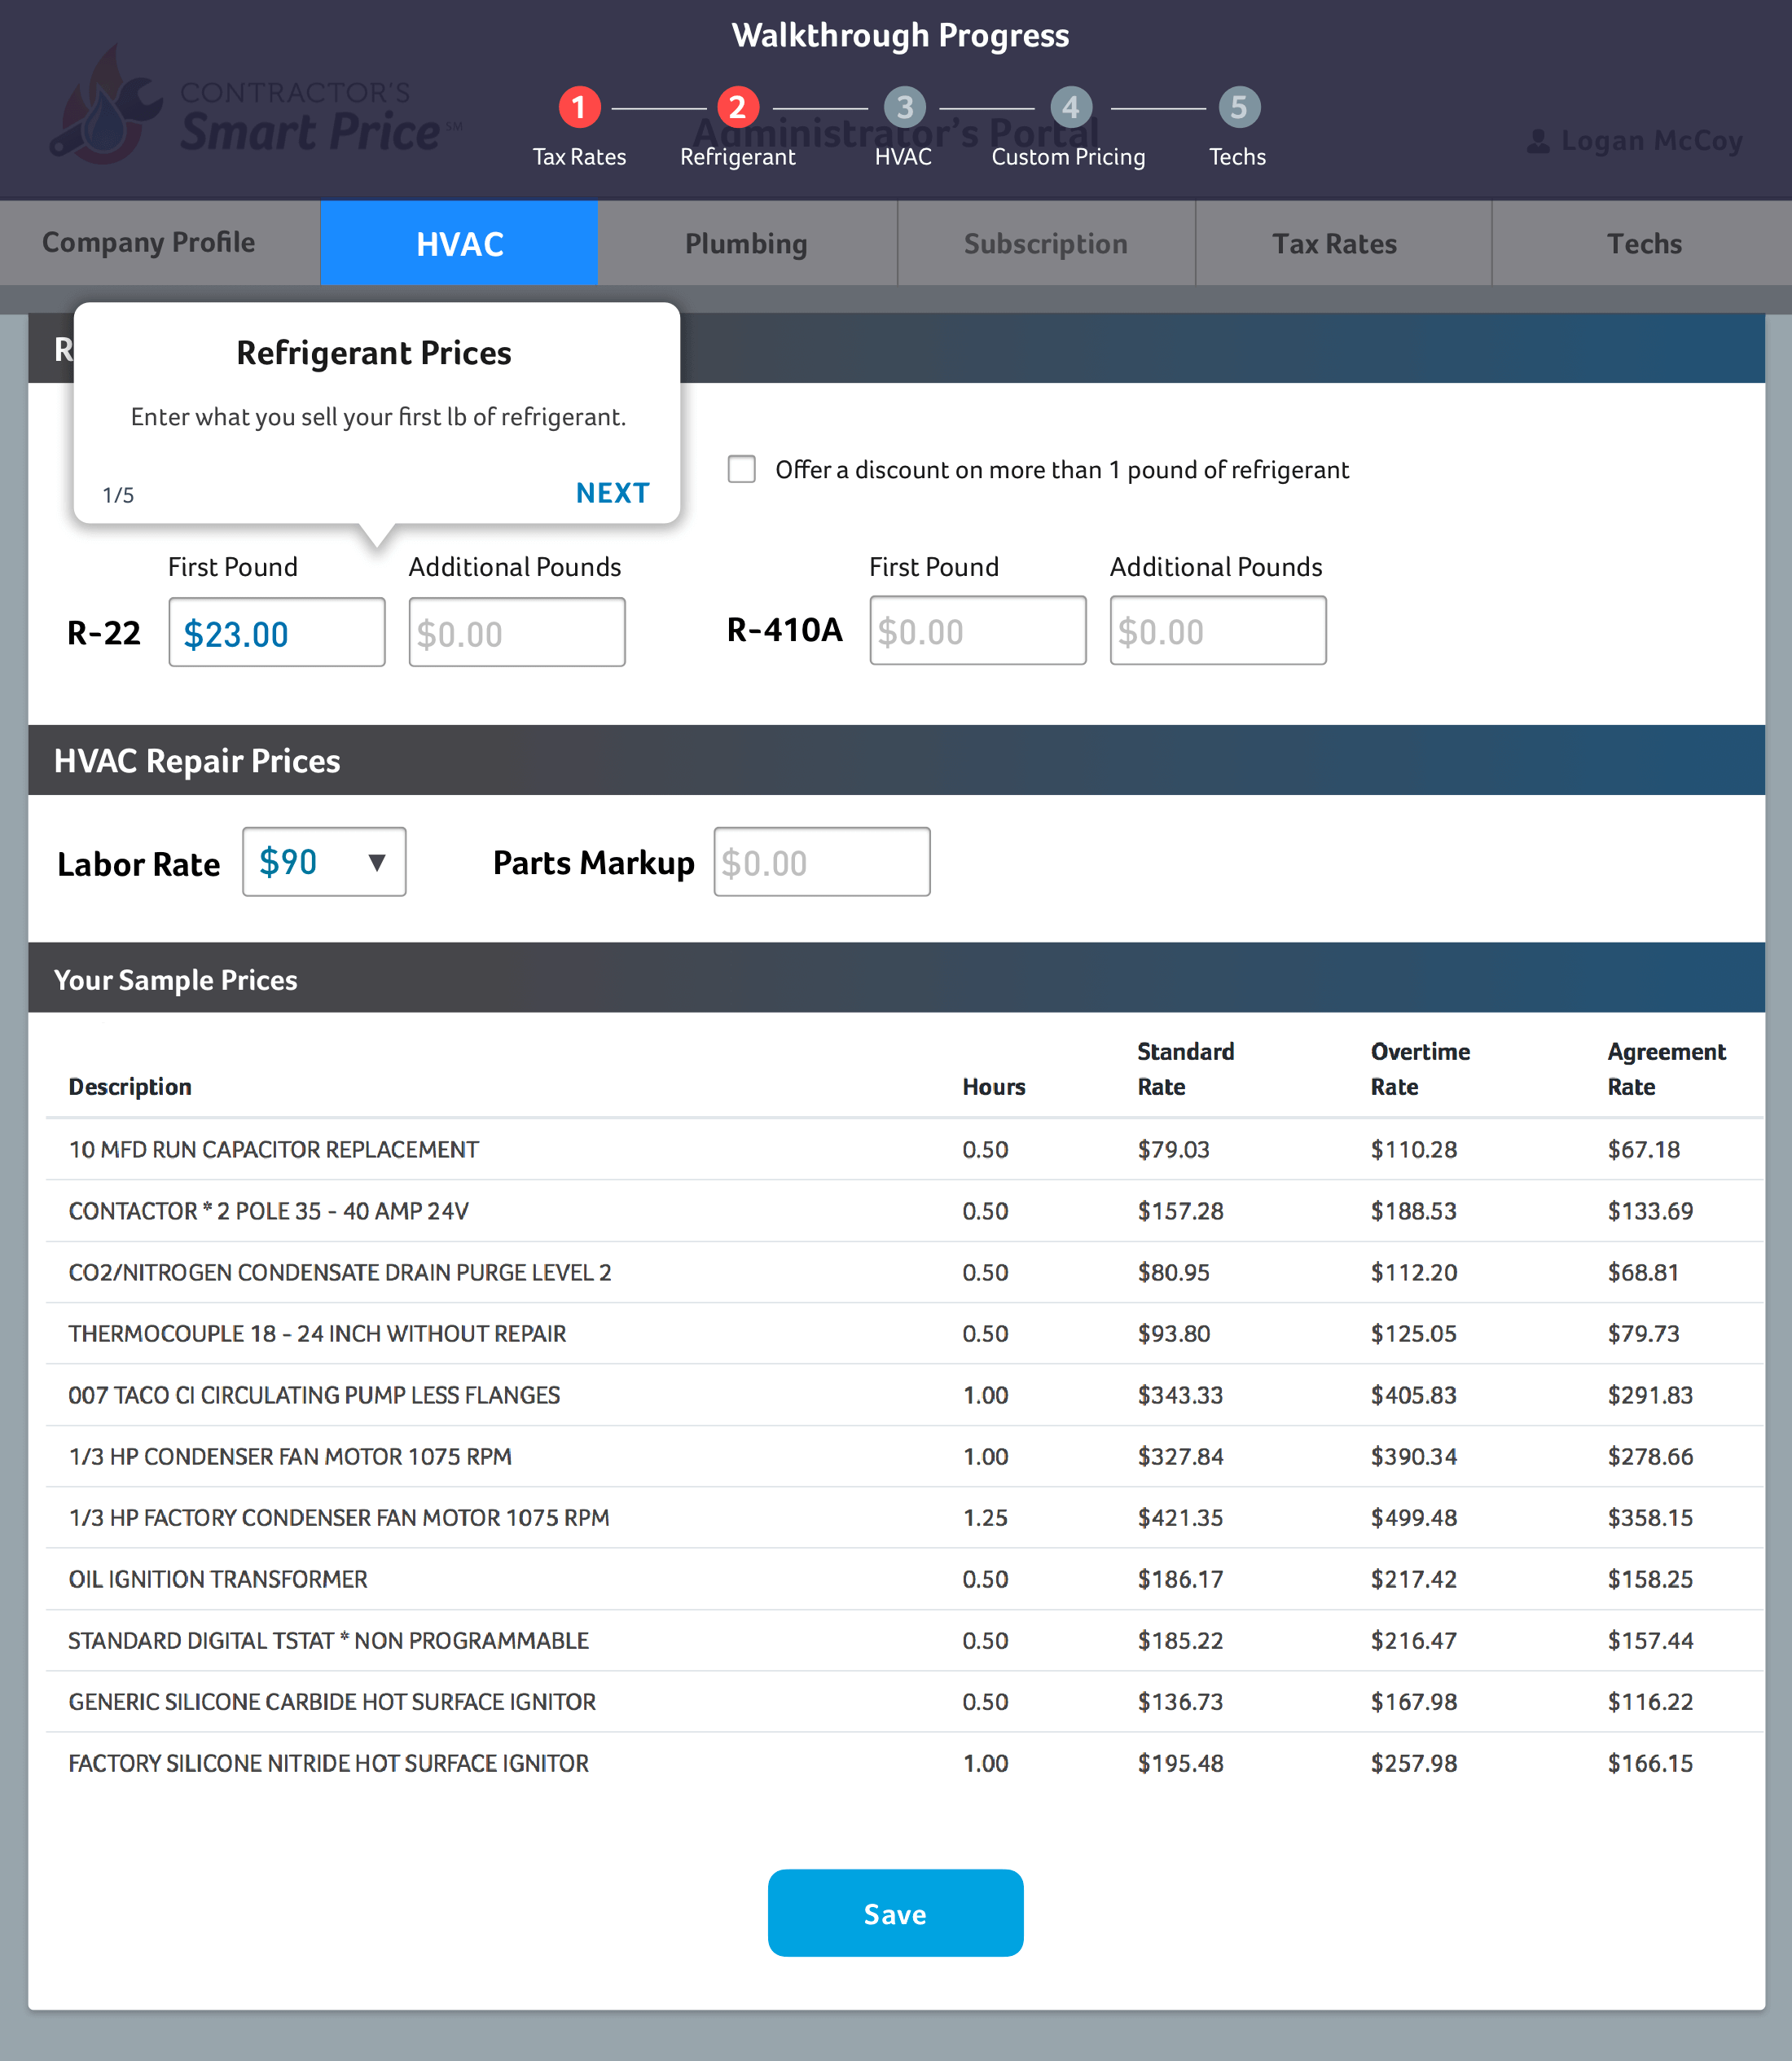 Walkthrough Progress
CONTRACTOR'S
Smart Price SM
Administrator's Portal
1 2 3 4 5
Tax Rates Refrigerant HVAC Custom Pricing Techs
Logan McCoy
Company Profile HVAC Plumbing Subscription Tax Rates Techs
R
Refrigerant Prices
Enter what you sell your first lb of refrigerant.
1/5 NEXT
Offer a discount on more than 1 pound of refrigerant
First Pound Additional Pounds First Pound Additional Pounds
R-22 $23.00 $0.00 R-410A $0.00 $0.00
HVAC Repair Prices
Labor Rate $90 ▼ Parts Markup $0.00
Your Sample Prices
Description Hours Standard Rate Overtime Rate Agreement Rate
10 MFD RUN CAPACITOR REPLACEMENT 0.50 $79.03 $110.28 $67.18
CONTACTOR * 2 POLE 35 - 40 AMP 24V 0.50 $157.28 $188.53 $133.69
CO2/NITROGEN CONDENSATE DRAIN PURGE LEVEL 2 0.50 $80.95 $112.20 $68.81
THERMOCOUPLE 18 - 24 INCH WITHOUT REPAIR 0.50 $93.80 $125.05 $79.73
007 TACO CI CIRCULATING PUMP LESS FLANGES 1.00 $343.33 $405.83 $291.83
1/3 HP CONDENSER FAN MOTOR 1075 RPM 1.00 $327.84 $390.34 $278.66
1/3 HP FACTORY CONDENSER FAN MOTOR 1075 RPM 1.25 $421.35 $499.48 $358.15
OIL IGNITION TRANSFORMER 0.50 $186.17 $217.42 $158.25
STANDARD DIGITAL TSTAT * NON PROGRAMMABLE 0.50 $185.22 $216.47 $157.44
GENERIC SILICONE CARBIDE HOT SURFACE IGNITOR 0.50 $136.73 $167.98 $116.22
FACTORY SILICONE NITRIDE HOT SURFACE IGNITOR 1.00 $195.48 $257.98 $166.15
Save